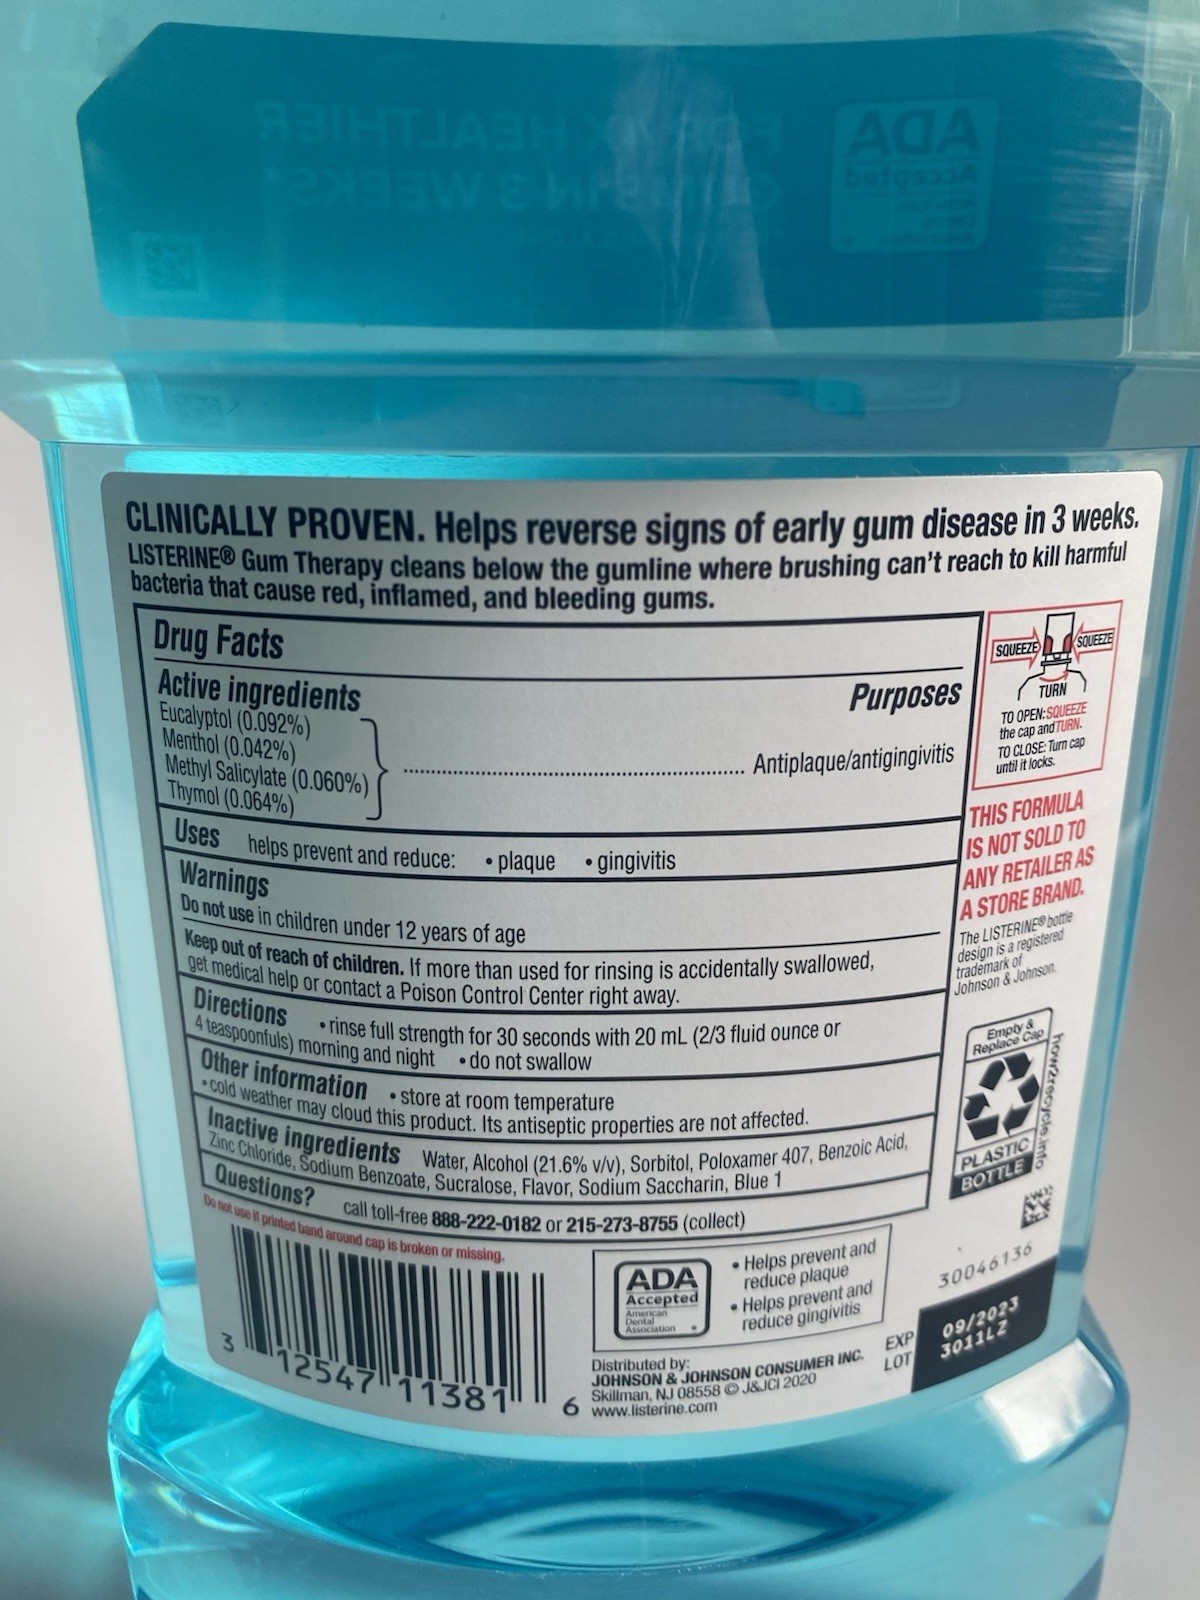 FOR 4X HEALTHIER
GUMS IN 3 WEEKS*
ADA
Accepted
CLINICALLY PROVEN. Helps reverse signs of early gum disease in 3 weeks.
LISTERINE® Gum Therapy cleans below the gumline where brushing can't reach to kill harmful
bacteria that cause red, inflamed, and bleeding gums.
Drug Facts
Active ingredients
Purposes
Eucalyptol (0.092%)
Menthol (0.042%)
Methyl Salicylate (0.060%)
Thymol (0.064%)
Antiplaque/antigingivitis
Uses helps prevent and reduce: • plaque • gingivitis
Warnings
Do not use in children under 12 years of age
Keep out of reach of children. If more than used for rinsing is accidentally swallowed,
get medical help or contact a Poison Control Center right away.
Directions • rinse full strength for 30 seconds with 20 mL (2/3 fluid ounce or
4 teaspoonfuls) morning and night • do not swallow
Other information • store at room temperature
• cold weather may cloud this product. Its antiseptic properties are not affected.
Inactive ingredients Water, Alcohol (21.6% v/v), Sorbitol, Poloxamer 407, Benzoic Acid,
Zinc Chloride, Sodium Benzoate, Sucralose, Flavor, Sodium Saccharin, Blue 1
Questions? call toll-free 888-222-0182 or 215-273-8755 (collect)
Do not use if printed band around cap is broken or missing.
SQUEEZE SQUEEZE
TURN
TO OPEN: SQUEEZE
the cap and TURN.
TO CLOSE: Turn cap
until it locks.
THIS FORMULA
IS NOT SOLD TO
ANY RETAILER AS
A STORE BRAND.
The LISTERINE® bottle
design is a registered
trademark of
Johnson & Johnson.
Empty &
Replace Cap
PLASTIC
BOTTLE
how2recycle.info
3 12547 11381 6
ADA
Accepted
American
Dental
Association
• Helps prevent and
reduce plaque
• Helps prevent and
reduce gingivitis
Distributed by:
JOHNSON & JOHNSON CONSUMER INC.
Skillman, NJ 08558 © J&JCI 2020
www.listerine.com
30046136
EXP 09/2023
LOT 3011LZ